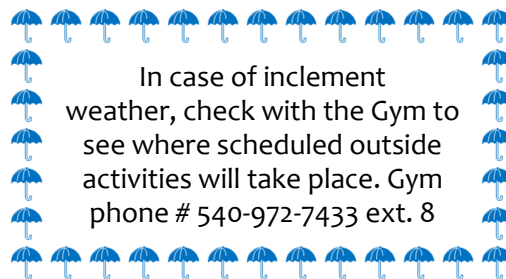 In case of inclement
weather, check with the Gym to
see where scheduled outside
activities will take place. Gym
phone # 540-972-7433 ext. 8